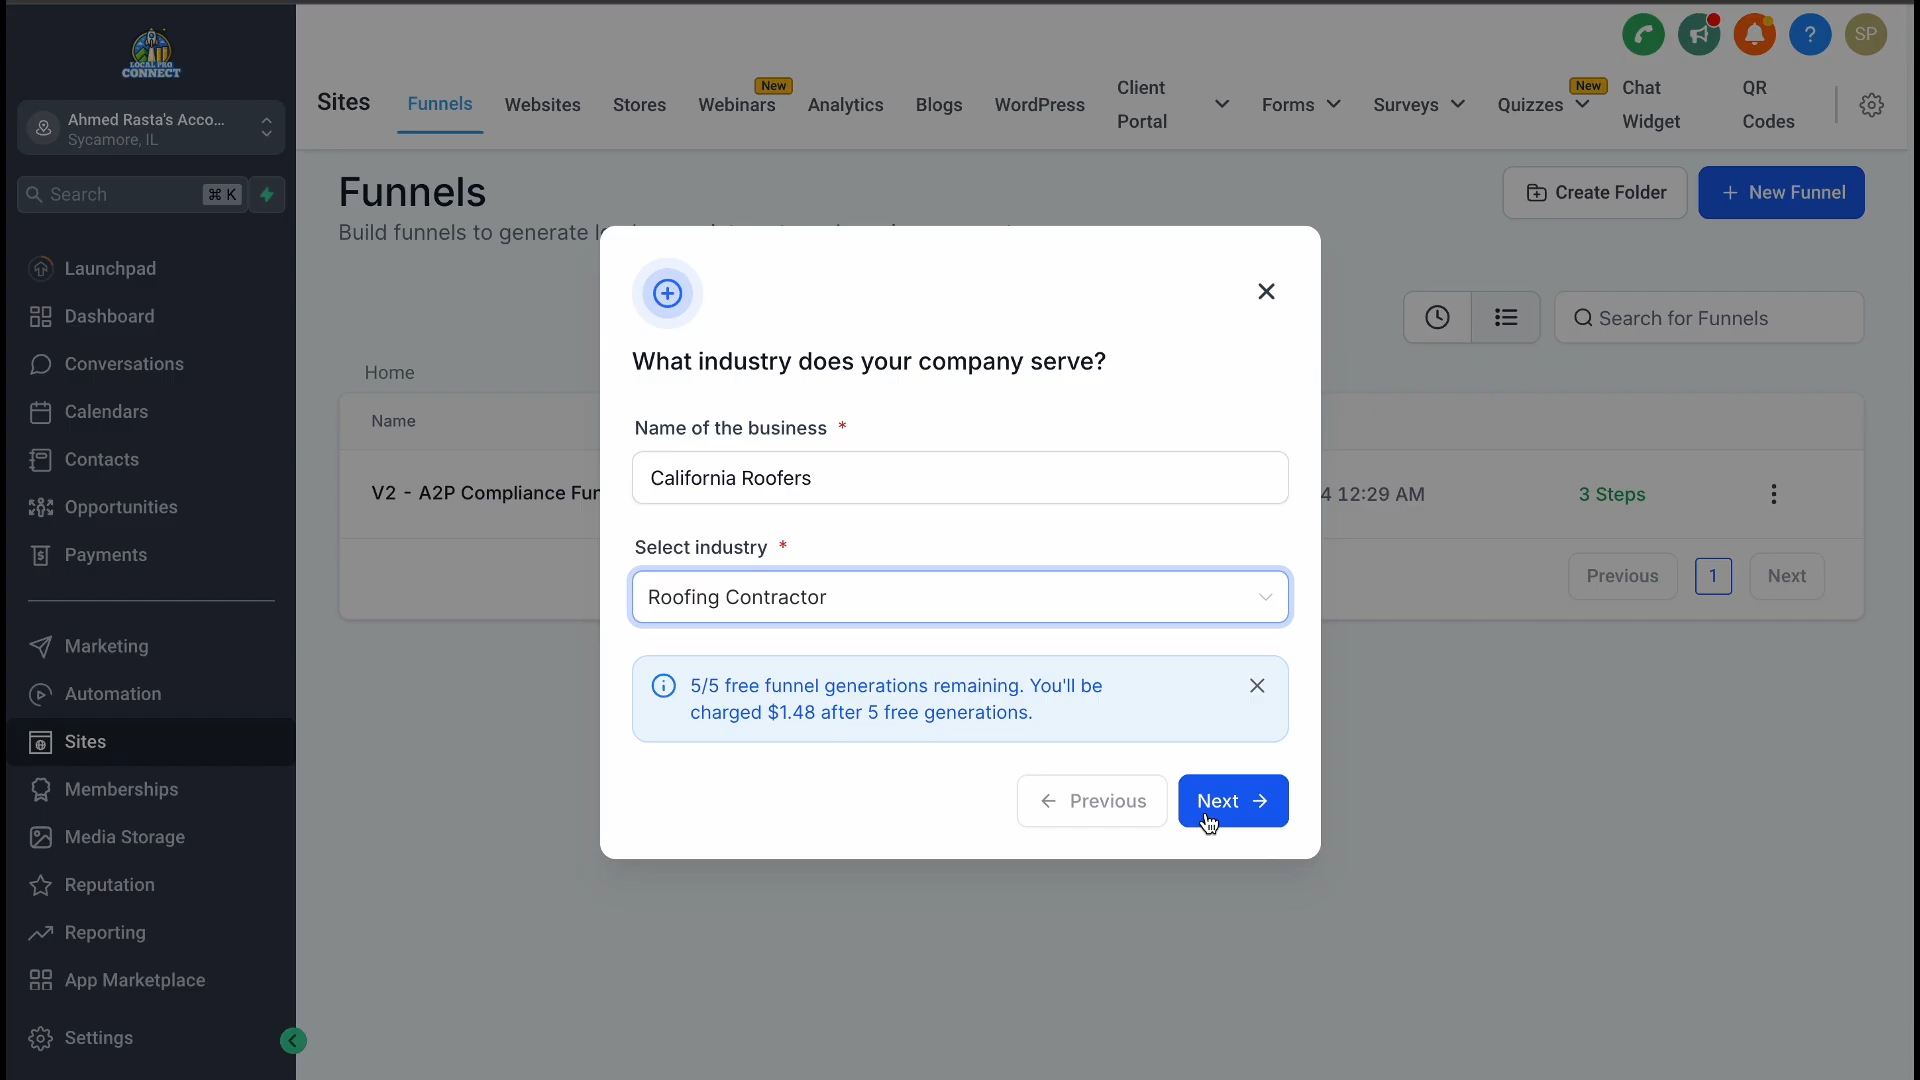 LOCAL PRO
CONNECT
Ahmed Rasta's Acco...
Sycamore, IL
Search
⌘ K
Launchpad
Dashboard
Conversations
Calendars
Contacts
Opportunities
Payments
Marketing
Automation
Sites
Memberships
Media Storage
Reputation
Reporting
App Marketplace
Settings
SP
Sites
Funnels
Websites
Stores
Webinars
New
Analytics
Blogs
WordPress
Client
Portal
Forms
Surveys
Quizzes
New
Chat
Widget
QR
Codes
Funnels
Build funnels to generate
Create Folder
+ New Funnel
Search for Funnels
Home
Name
V2 - A2P Compliance Fun
4 12:29 AM
3 Steps
Previous
1
Next
What industry does your company serve?
Name of the business *
California Roofers
Select industry *
Roofing Contractor
5/5 free funnel generations remaining. You'll be
charged $1.48 after 5 free generations.
← Previous
Next →